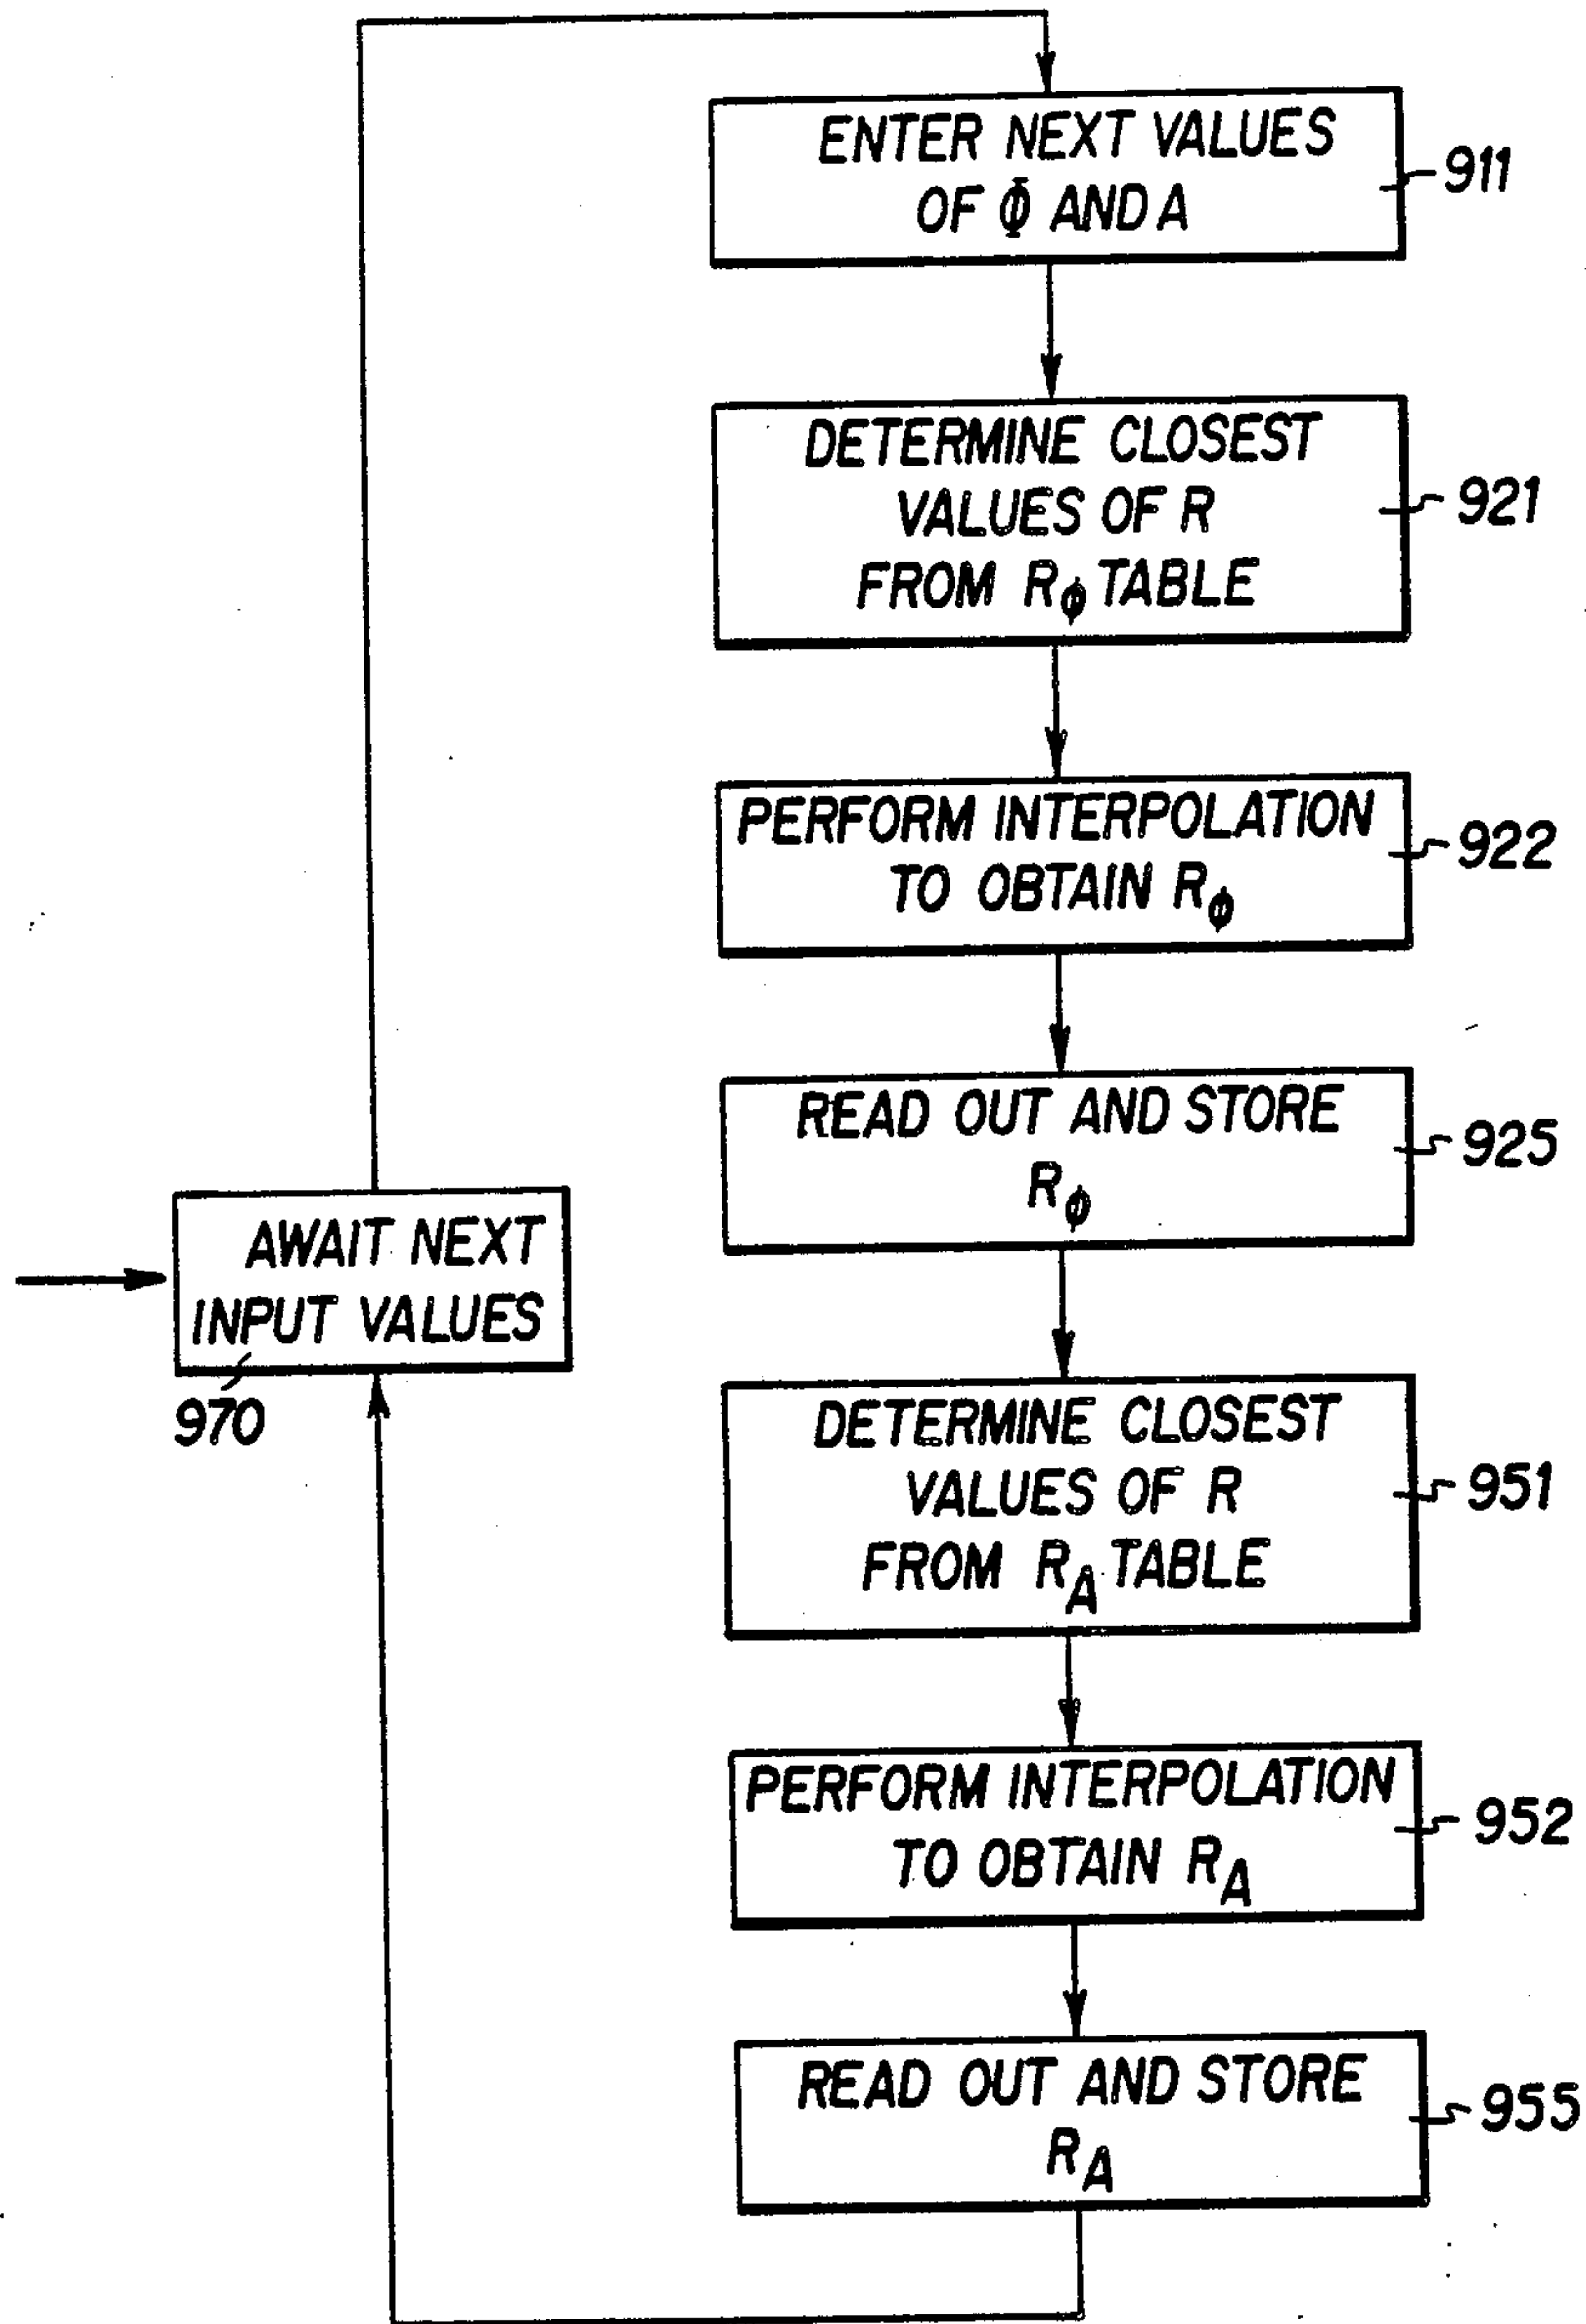 ENTER NEXT VALUES
OF Φ AND A
911
DETERMINE CLOSEST
VALUES OF R
FROM Rϕ TABLE
921
PERFORM INTERPOLATION
TO OBTAIN Rϕ
922
READ OUT AND STORE
Rϕ
925
AWAIT NEXT
INPUT VALUES
970
DETERMINE CLOSEST
VALUES OF R
FROM RA TABLE
951
PERFORM INTERPOLATION
TO OBTAIN RA
952
READ OUT AND STORE
RA
955